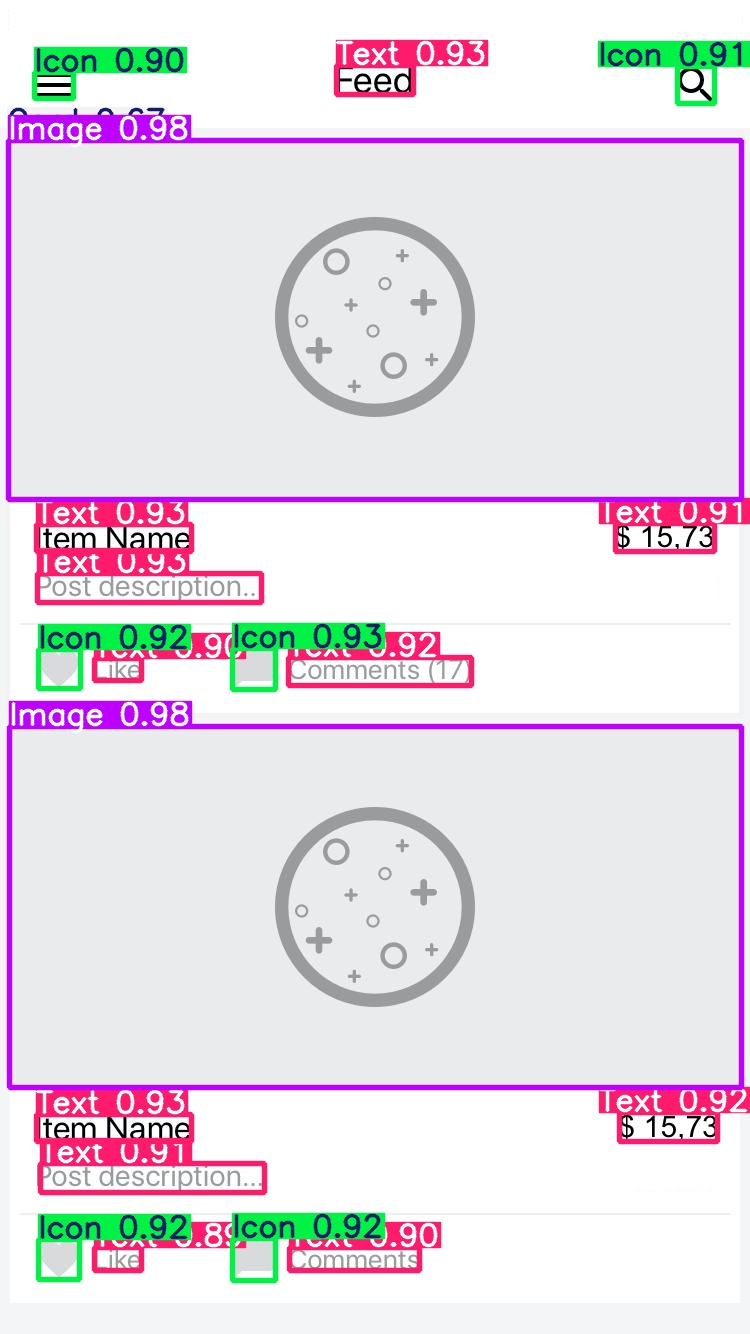 Icon 0.90 Text 0.93 Icon 0.91
Feed
Image 0.98
Text 0.93 Text 0.91
Item Name $ 15,73
Text 0.93
Post description..
Icon 0.92 Text 0.90 Icon 0.93 Text 0.92
Like Comments (17)
Image 0.98
Text 0.93 Text 0.92
Item Name $ 15,73
Text 0.91
Post description...
Icon 0.92 Text 0.89 Icon 0.92 Text 0.90
Like Comments